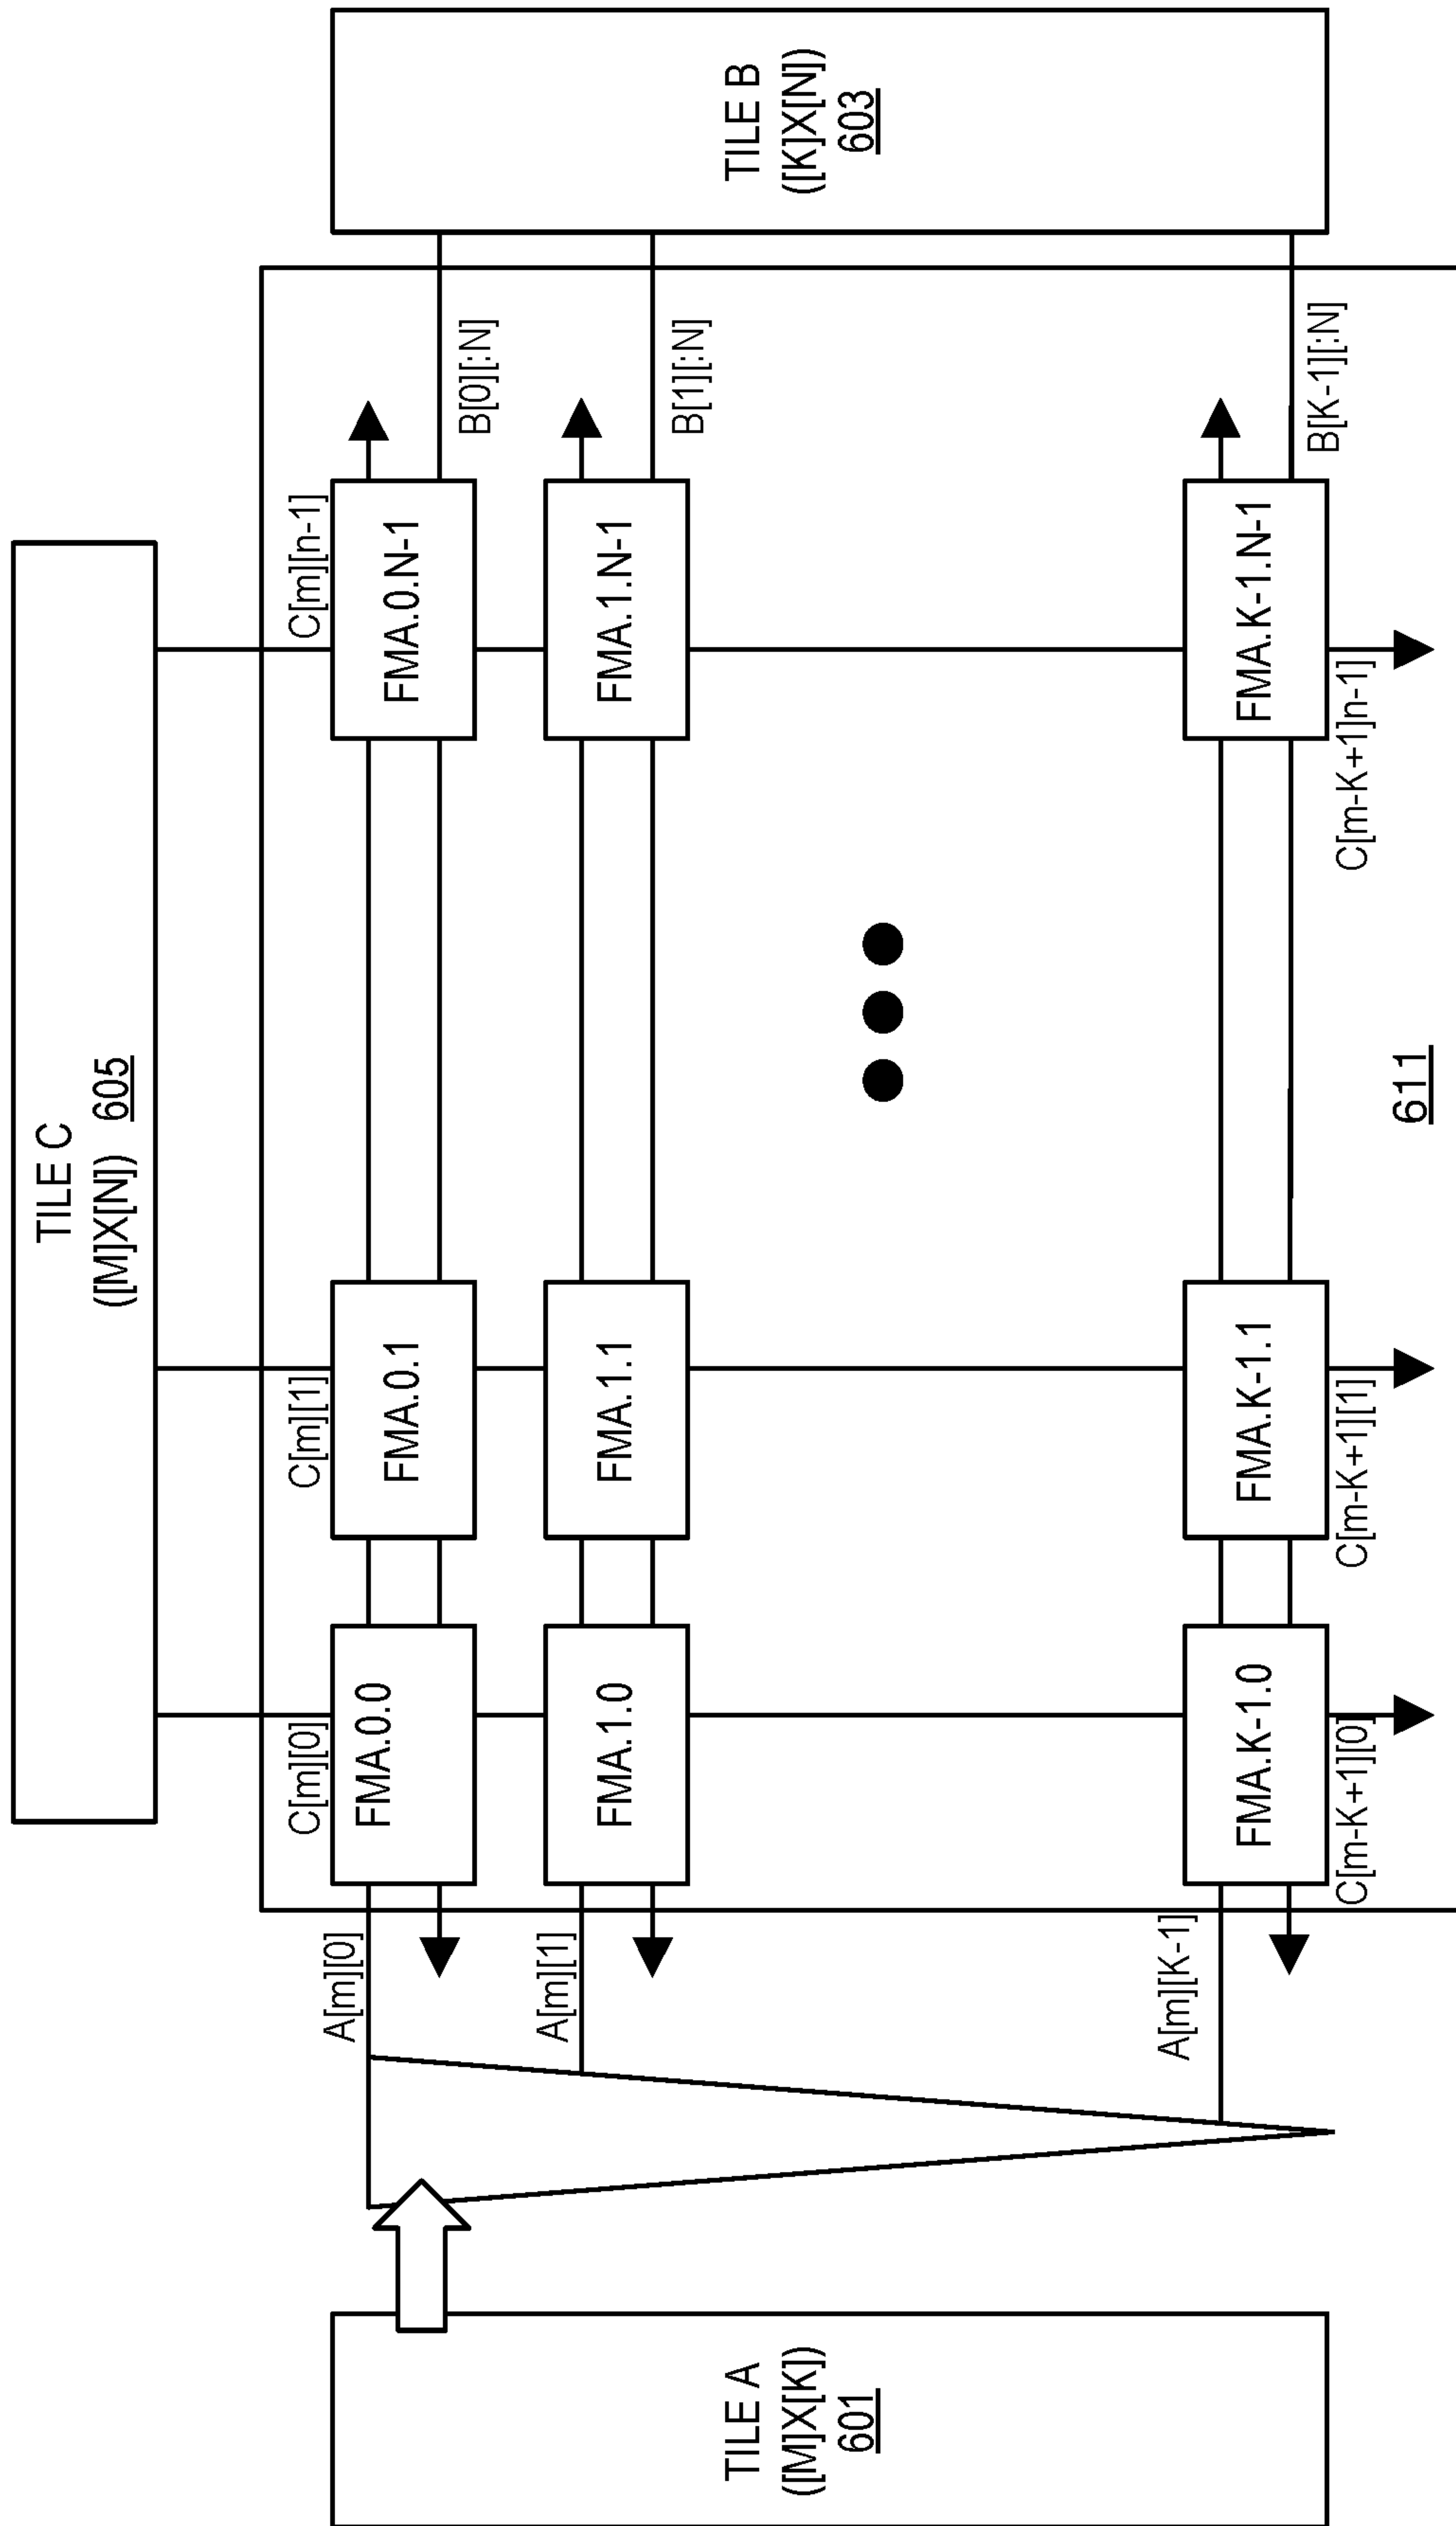 TILE C
([M]X[N]) 605
C[m][0]
C[m][1]
C[m][n-1]
A[m][0]
FMA.0.0
FMA.0.1
FMA.0.N-1
B[0][:N]
A[m][1]
FMA.1.0
FMA.1.1
FMA.1.N-1
B[1][:N]
TILE A
([M]X[K])
601
TILE B
([K]X[N])
603
A[m][K-1]
FMA.K-1.0
FMA.K-1.1
FMA.K-1.N-1
B[K-1][:N]
C[m-K+1][0]
C[m-K+1][1]
C[m-K+1]n-1]
611